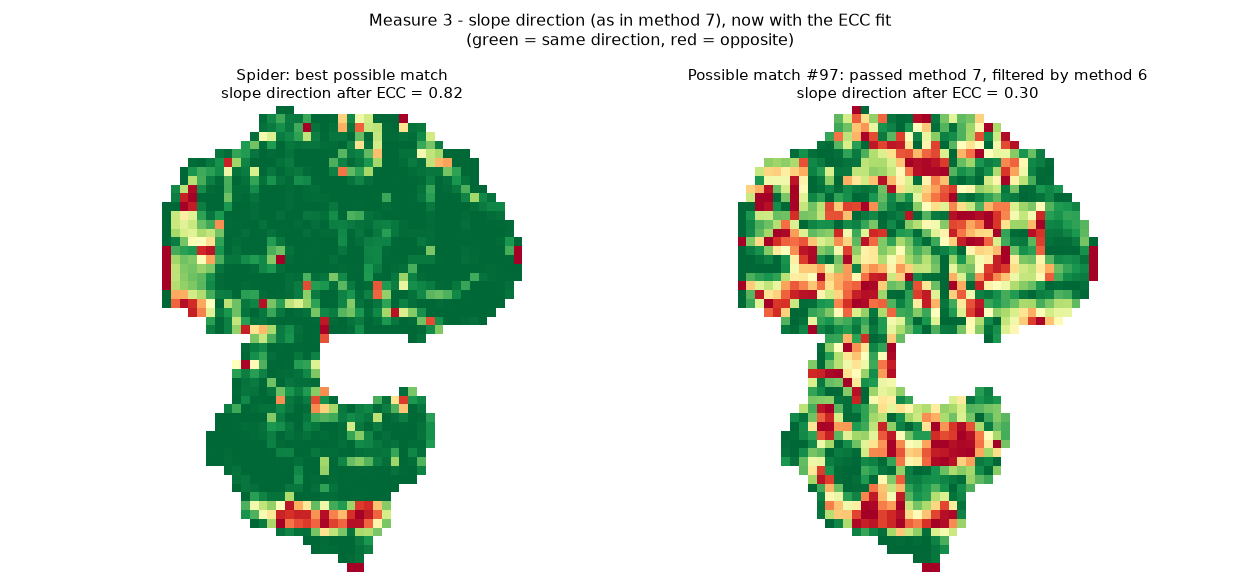 Measure 3 - slope direction (as in method 7), now with the ECC fit
(green = same direction, red = opposite)
Spider: best possible match
slope direction after ECC = 0.82
Possible match #97: passed method 7, filtered by method 6
slope direction after ECC = 0.30